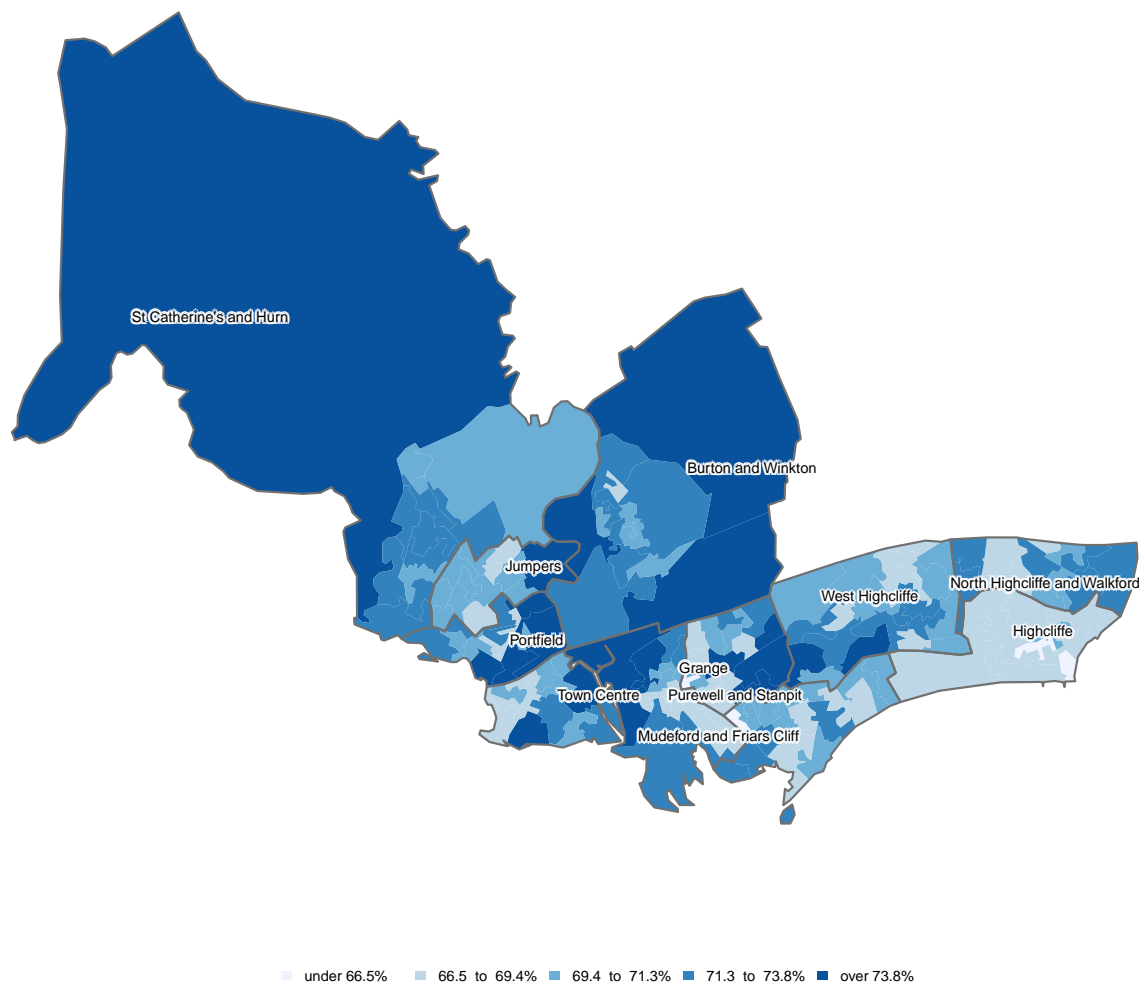 St Catherine's and Hurn
Burton and Winkton
Jumpers
North Highcliffe and Walkford
West Highcliffe
Highcliffe
Portfield
Grange
Town Centre
Purewell and Stanpit
Mudeford and Friars Cliff
under 66.5%
66.5 to 69.4%
69.4 to 71.3%
71.3 to 73.8%
over 73.8%